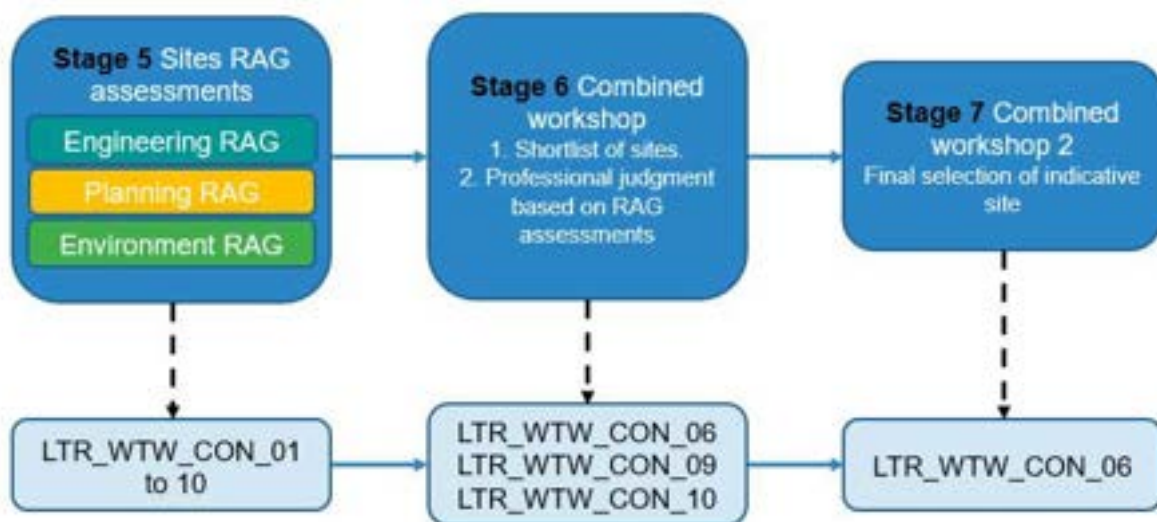 Stage 5 Sites RAG
assessments
Engineering RAG
Planning RAG
Environment RAG
Stage 6 Combined
workshop
1. Shortlist of sites.
2. Professional judgment
based on RAG
assessments
Stage 7 Combined
workshop 2
Final selection of indicative
site
LTR_WTW_CON_01
to 10
LTR_WTW_CON_06
LTR_WTW_CON_09
LTR_WTW_CON_10
LTR_WTW_CON_06